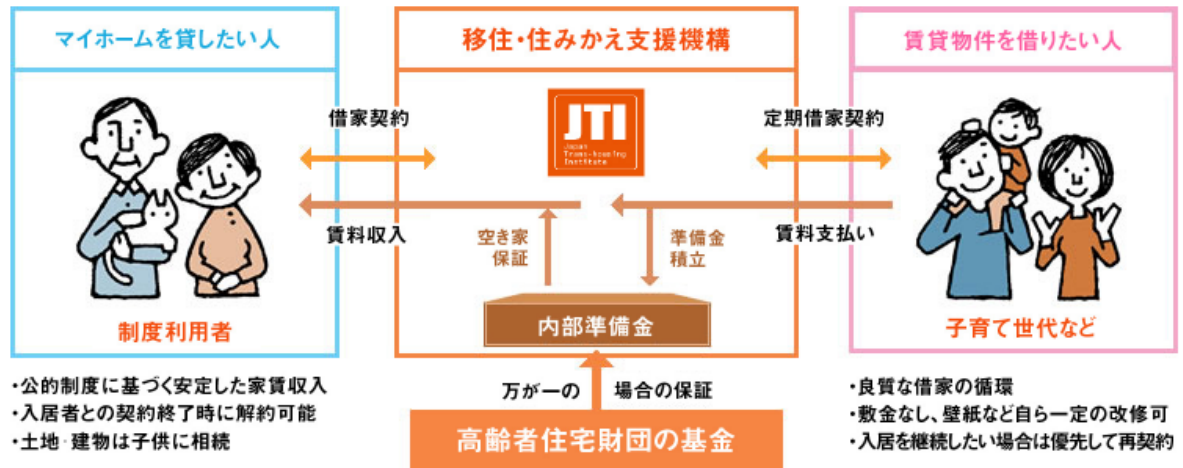 マイホームを貸したい人
移住・住みかえ支援機構
賃貸物件を借りたい人
借家契約
JTI
Japan
Trans-housing
Institute
定期借家契約
賃料収入
空き家
保証
準備金
積立
賃料支払い
内部準備金
制度利用者
子育て世代など
・公的制度に基づく安定した家賃収入
・入居者との契約終了時に解約可能
・土地・建物は子供に相続
万が一の 場合の保証
高齢者住宅財団の基金
・良質な借家の循環
・敷金なし、壁紙など自ら一定の改修可
・入居を継続したい場合は優先して再契約